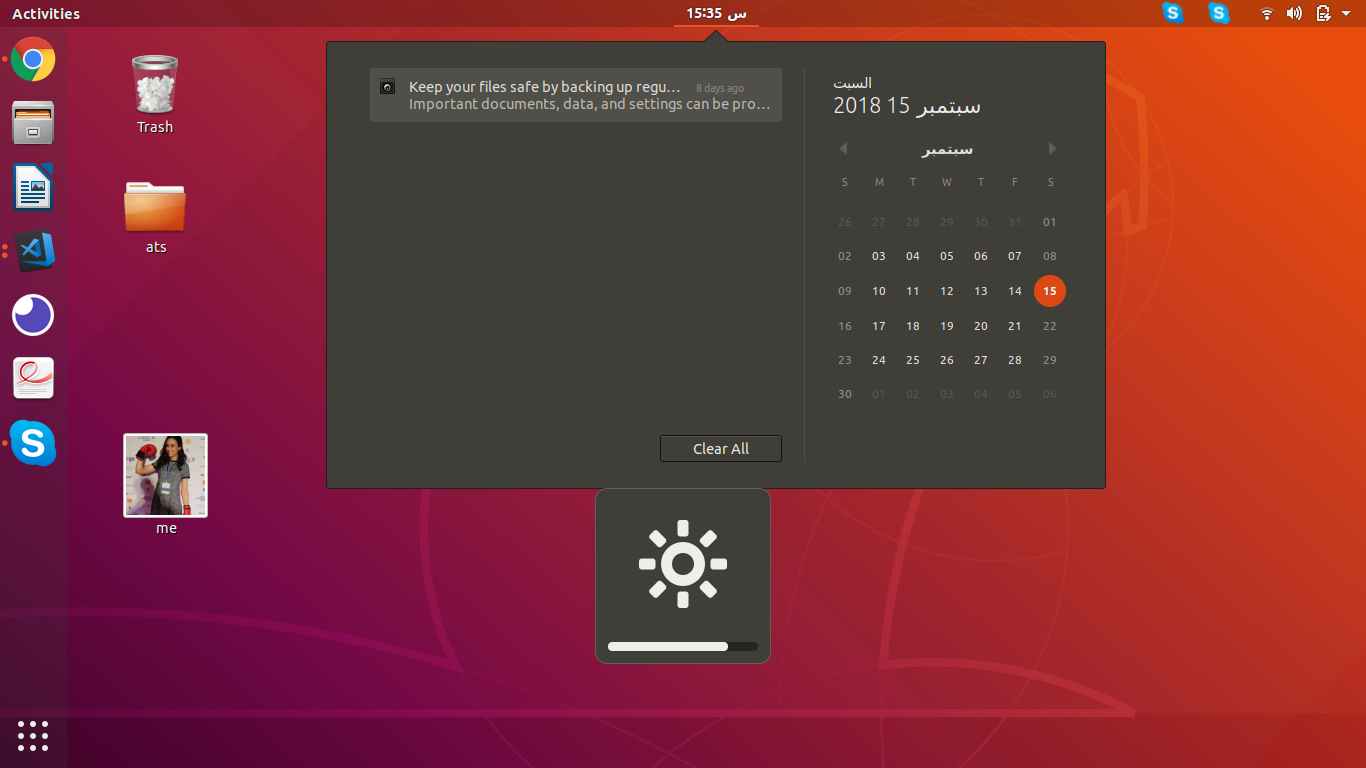 Activities
س 15:35
Trash
ats
me
Keep your files safe by backing up regu… 8 days ago
Important documents, data, and settings can be pro…
Clear All
السبت
سبتمبر 15 2018
سبتمبر
S M T W T F S
26 27 28 29 30 31 01
02 03 04 05 06 07 08
09 10 11 12 13 14 15
16 17 18 19 20 21 22
23 24 25 26 27 28 29
30 01 02 03 04 05 06